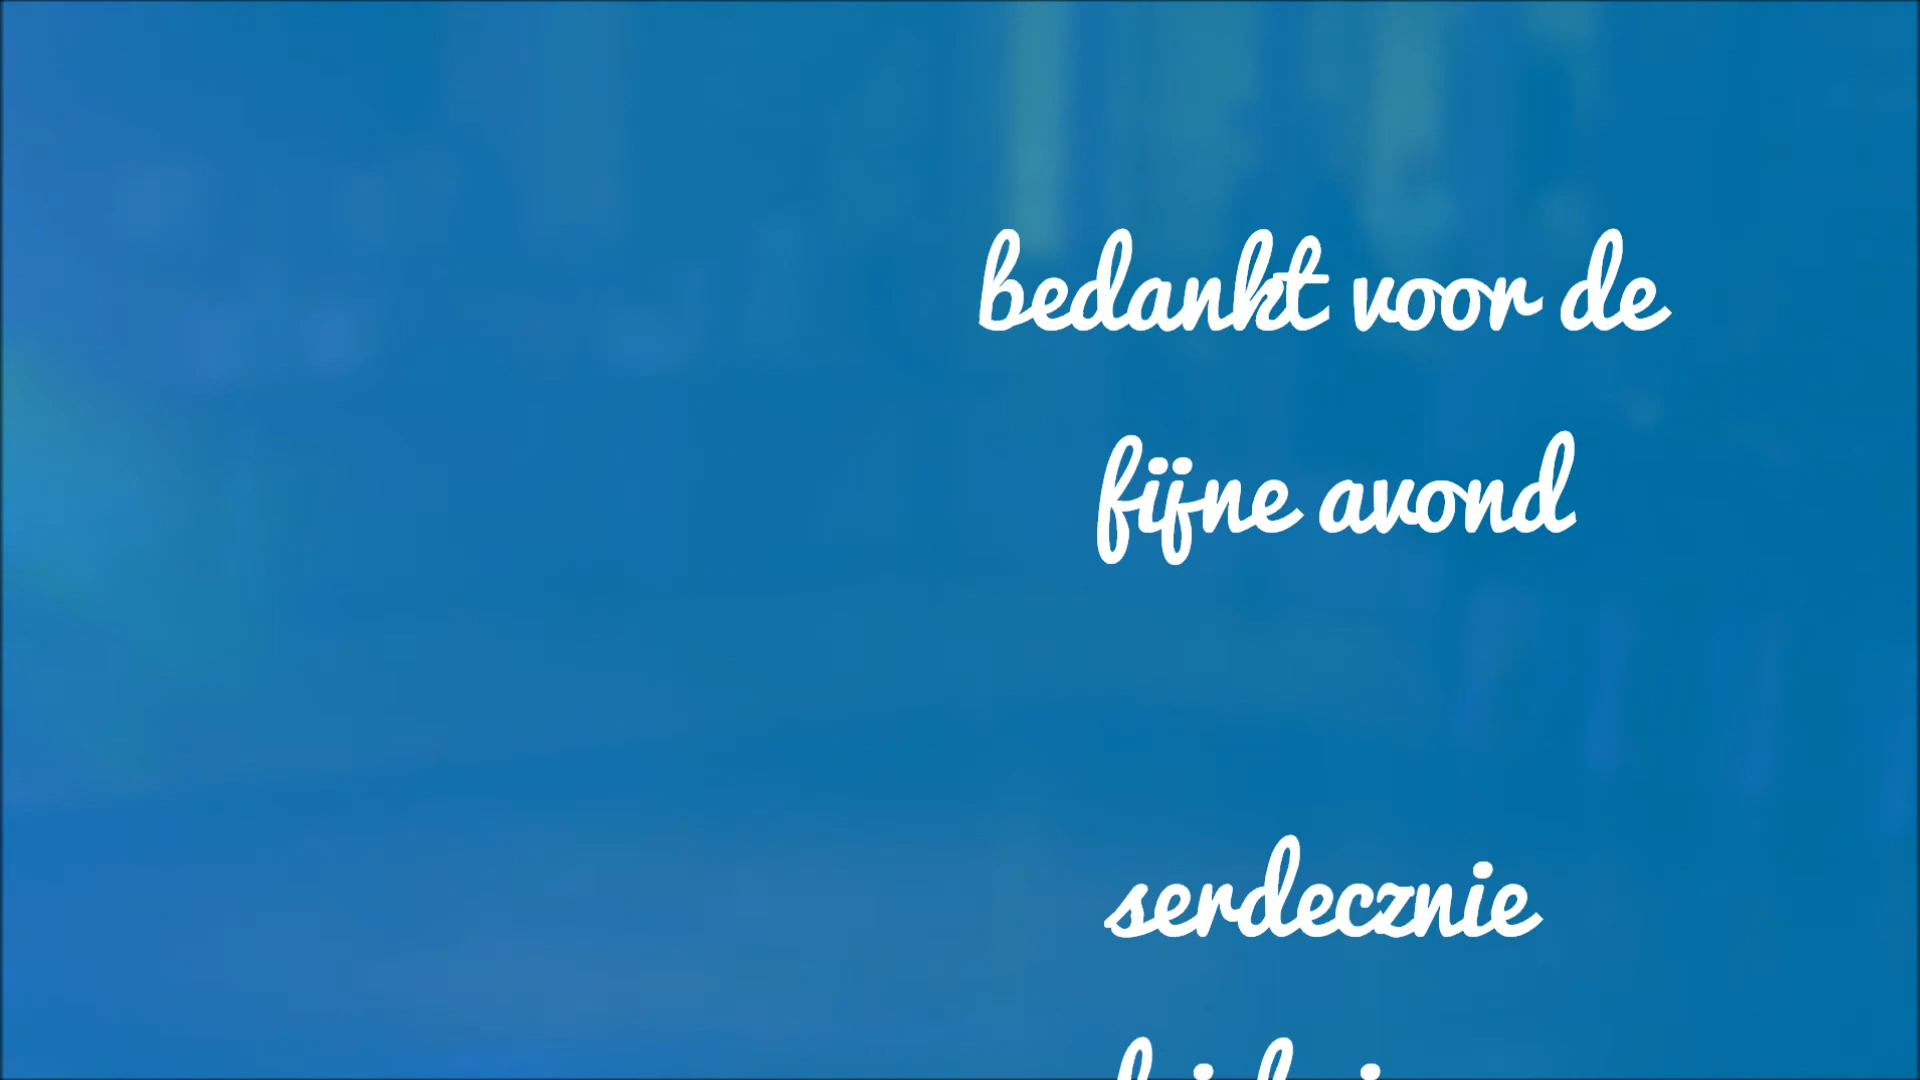 bedankt voor de
fijne avond
serdecznie